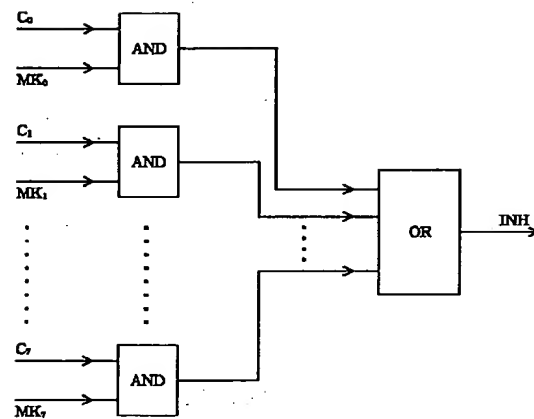 C₀
AND
MK₀
C₁
AND
MK₁
OR
INH
C₇
AND
MK₇